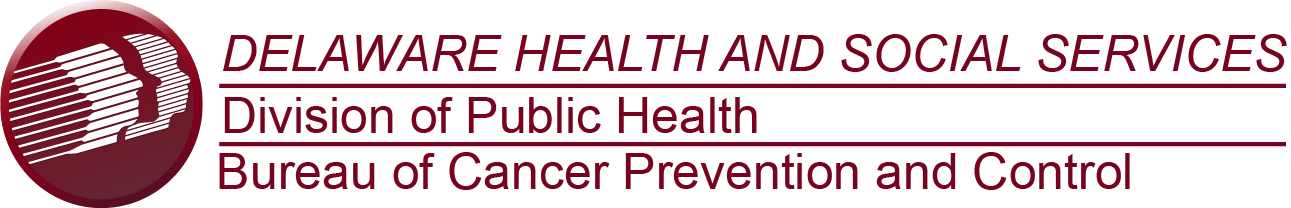 DELAWARE HEALTH AND SOCIAL SERVICES
Division of Public Health
Bureau of Cancer Prevention and Control